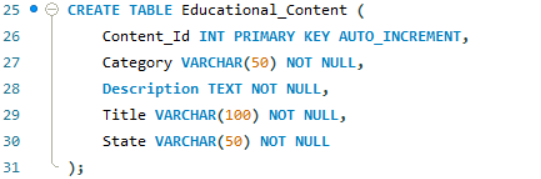 25 CREATE TABLE Educational_Content (
26 Content_Id INT PRIMARY KEY AUTO_INCREMENT,
27 Category VARCHAR(50) NOT NULL,
28 Description TEXT NOT NULL,
29 Title VARCHAR(100) NOT NULL,
30 State VARCHAR(50) NOT NULL
31 );